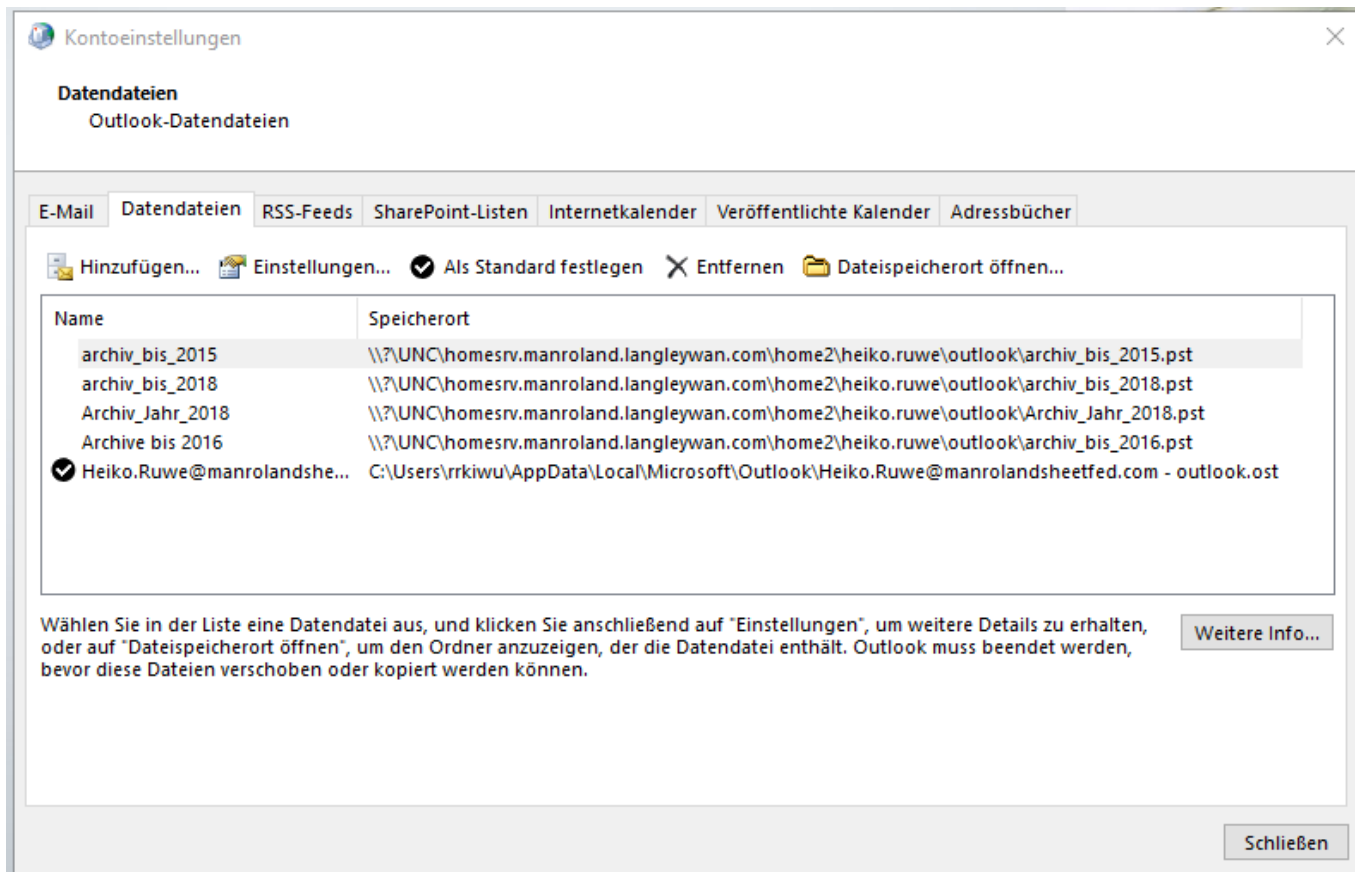 Kontoeinstellungen
Datendateien
Outlook-Datendateien
E-Mail Datendateien RSS-Feeds SharePoint-Listen Internetkalender Veröffentlichte Kalender Adressbücher
Hinzufügen... Einstellungen... Als Standard festlegen Entfernen Dateispeicherort öffnen...
Name Speicherort
archiv_bis_2015 \\?\UNC\homesrv.manroland.langleywan.com\home2\heiko.ruwe\outlook\archiv_bis_2015.pst
archiv_bis_2018 \\?\UNC\homesrv.manroland.langleywan.com\home2\heiko.ruwe\outlook\archiv_bis_2018.pst
Archiv_Jahr_2018 \\?\UNC\homesrv.manroland.langleywan.com\home2\heiko.ruwe\outlook\Archiv_Jahr_2018.pst
Archive bis 2016 \\?\UNC\homesrv.manroland.langleywan.com\home2\heiko.ruwe\outlook\archiv_bis_2016.pst
Heiko.Ruwe@manrolandshe... C:\Users\rrkiwu\AppData\Local\Microsoft\Outlook\Heiko.Ruwe@manrolandsheetfed.com - outlook.ost
Wählen Sie in der Liste eine Datendatei aus, und klicken Sie anschließend auf "Einstellungen", um weitere Details zu erhalten,
oder auf "Dateispeicherort öffnen", um den Ordner anzuzeigen, der die Datendatei enthält. Outlook muss beendet werden,
bevor diese Dateien verschoben oder kopiert werden können.
Weitere Info...
Schließen